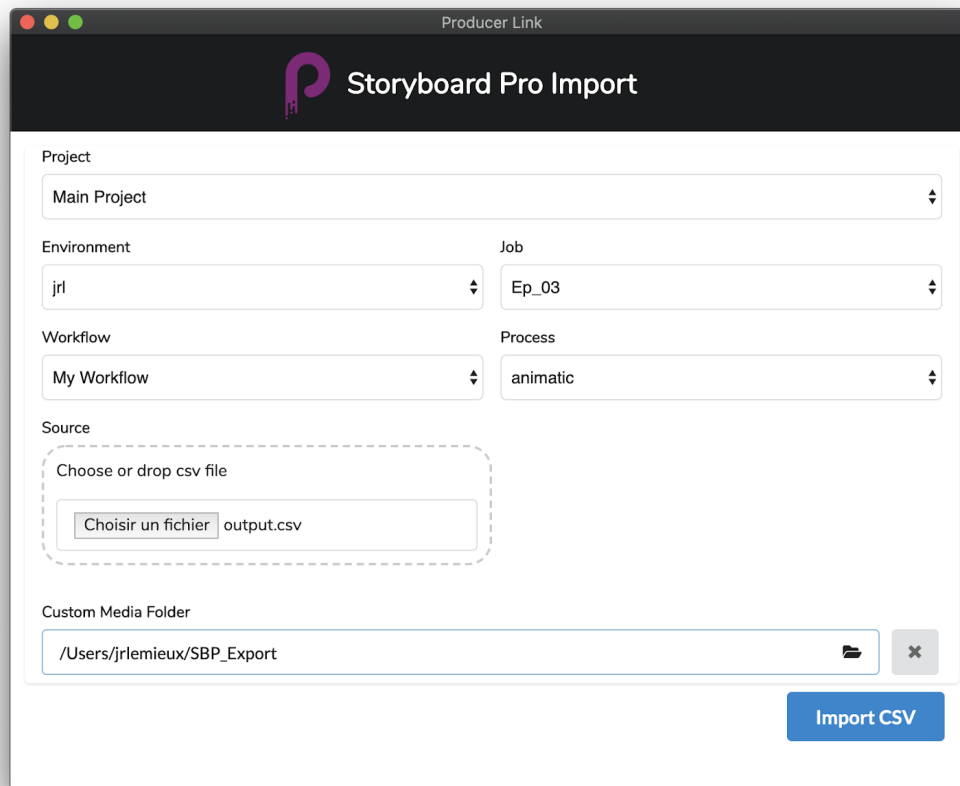 Producer Link
Storyboard Pro Import
Project
Main Project
Environment
Job
jrl
Ep_03
Workflow
Process
My Workflow
animatic
Source
Choose or drop csv file
Choisir un fichier output.csv
Custom Media Folder
/Users/jrlemieux/SBP_Export
Import CSV